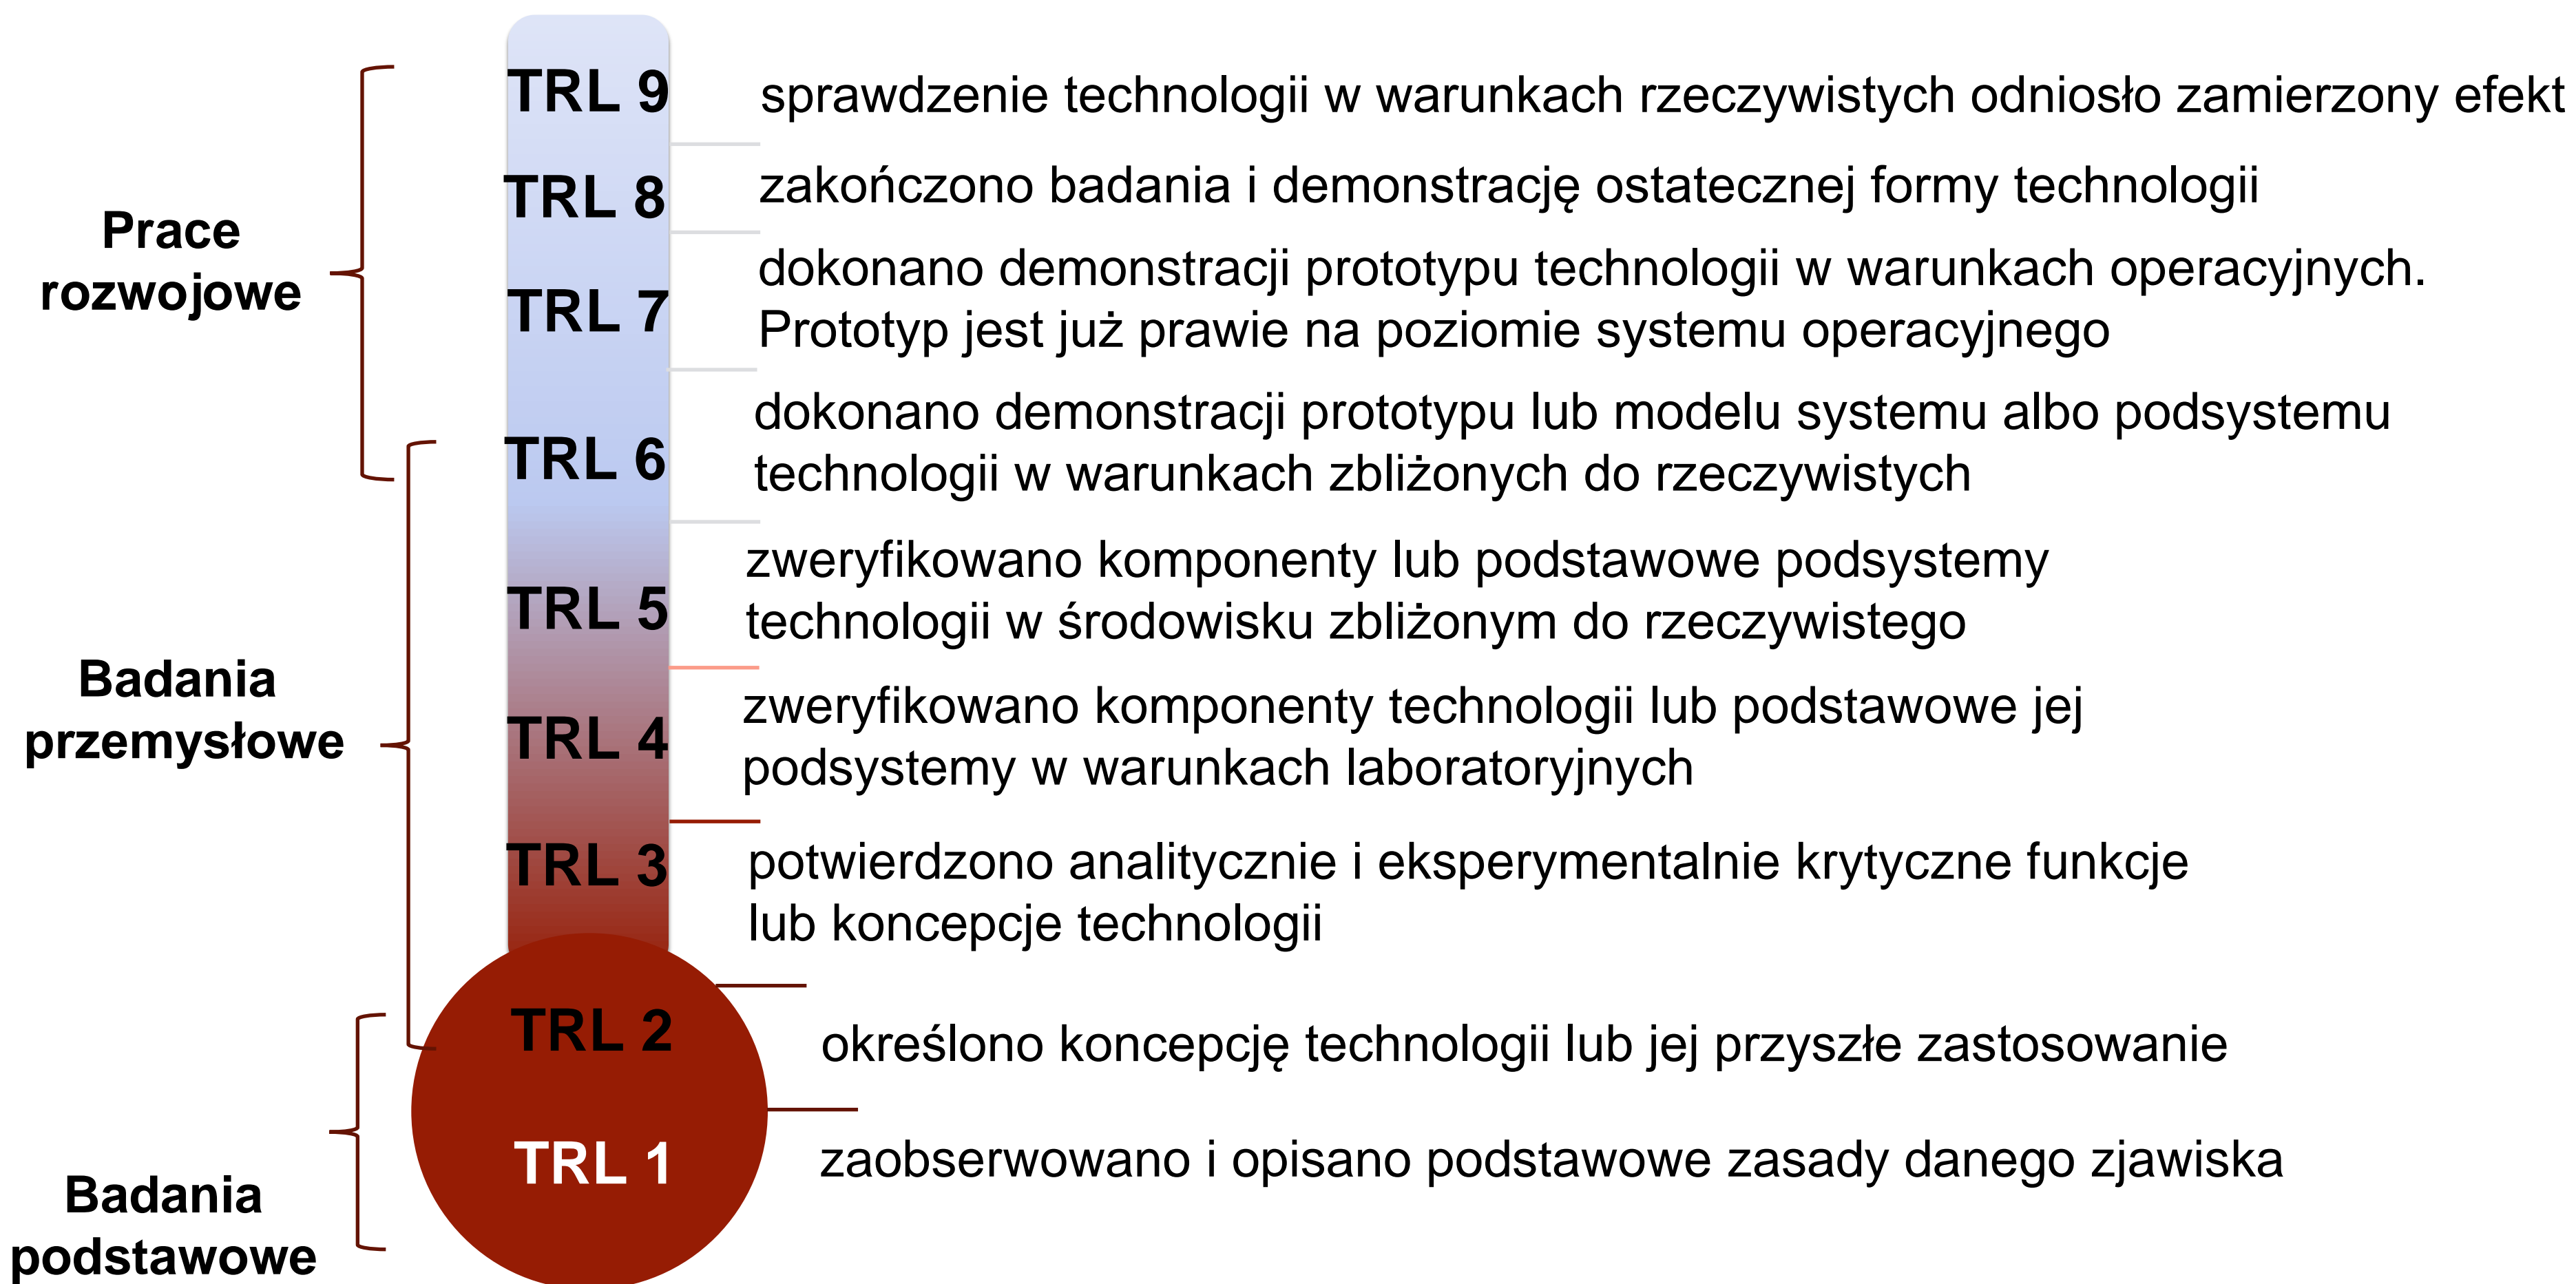 TRL 9
sprawdzenie technologii w warunkach rzeczywistych odniosło zamierzony efekt
TRL 8
zakończono badania i demonstrację ostatecznej formy technologii
Prace
rozwojowe
TRL 7
dokonano demonstracji prototypu technologii w warunkach operacyjnych.
Prototyp jest już prawie na poziomie systemu operacyjnego
TRL 6
dokonano demonstracji prototypu lub modelu systemu albo podsystemu
technologii w warunkach zbliżonych do rzeczywistych
TRL 5
zweryfikowano komponenty lub podstawowe podsystemy
technologii w środowisku zbliżonym do rzeczywistego
Badania
przemysłowe
TRL 4
zweryfikowano komponenty technologii lub podstawowe jej
podsystemy w warunkach laboratoryjnych
TRL 3
potwierdzono analitycznie i eksperymentalnie krytyczne funkcje
lub koncepcje technologii
TRL 2
określono koncepcję technologii lub jej przyszłe zastosowanie
TRL 1
zaobserwowano i opisano podstawowe zasady danego zjawiska
Badania
podstawowe